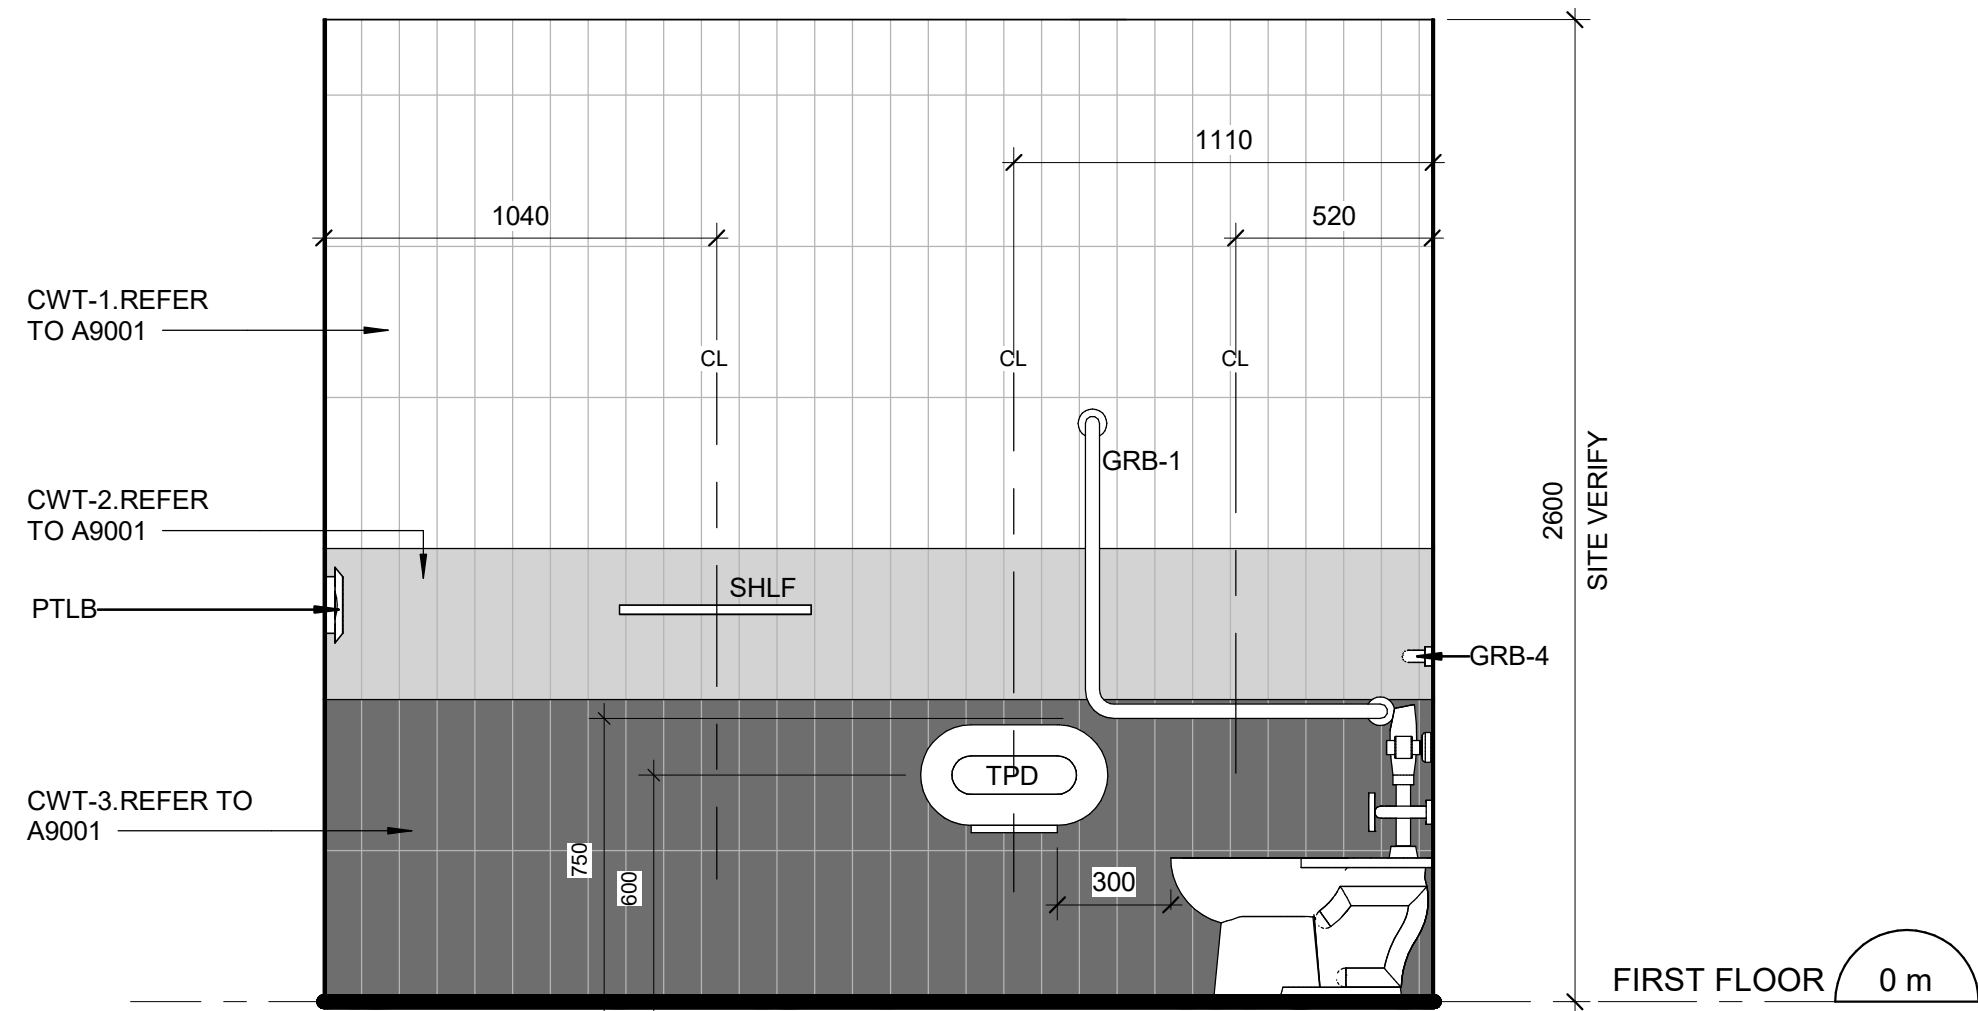 1110
1040
520
CWT-1.REFER
TO A9001
CL
CL
CL
GRB-1
CWT-2.REFER
TO A9001
2600
SITE VERIFY
SHLF
PTLB
GRB-4
TPD
CWT-3.REFER TO
A9001
750
600
300
FIRST FLOOR
0 m